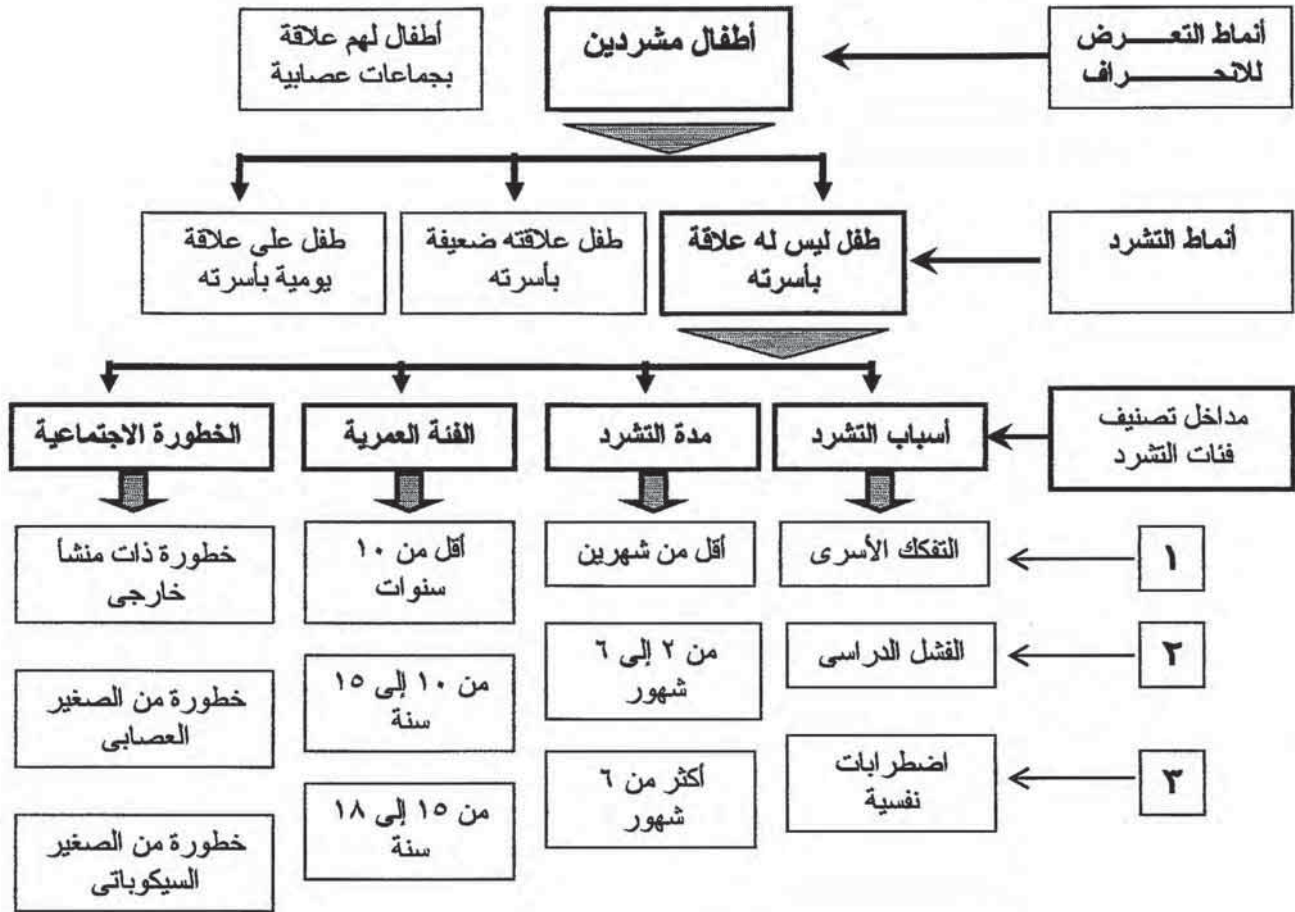 أنماط التعرض
للانحراف
أطفال مشردين
أطفال لهم علاقة
بجماعات عصابية
أنماط التشرد
طفل ليس له علاقة
بأسرته
طفل علاقته ضعيفة
بأسرته
طفل على علاقة
يومية بأسرته
مداخل تصنيف
فئات التشرد
أسباب التشرد
مدة التشرد
الفئة العمرية
الخطورة الاجتماعية
١
التفكك الأسرى
أقل من شهرين
أقل من ١٠
سنوات
خطورة ذات منشأ
خارجى
٢
الفشل الدراسى
من ٢ إلى ٦
شهور
من ١٠ إلى ١٥
سنة
خطورة من الصغير
العصابى
٣
اضطرابات
نفسية
أكثر من ٦
شهور
من ١٥ إلى ١٨
سنة
خطورة من الصغير
السيكوباتى